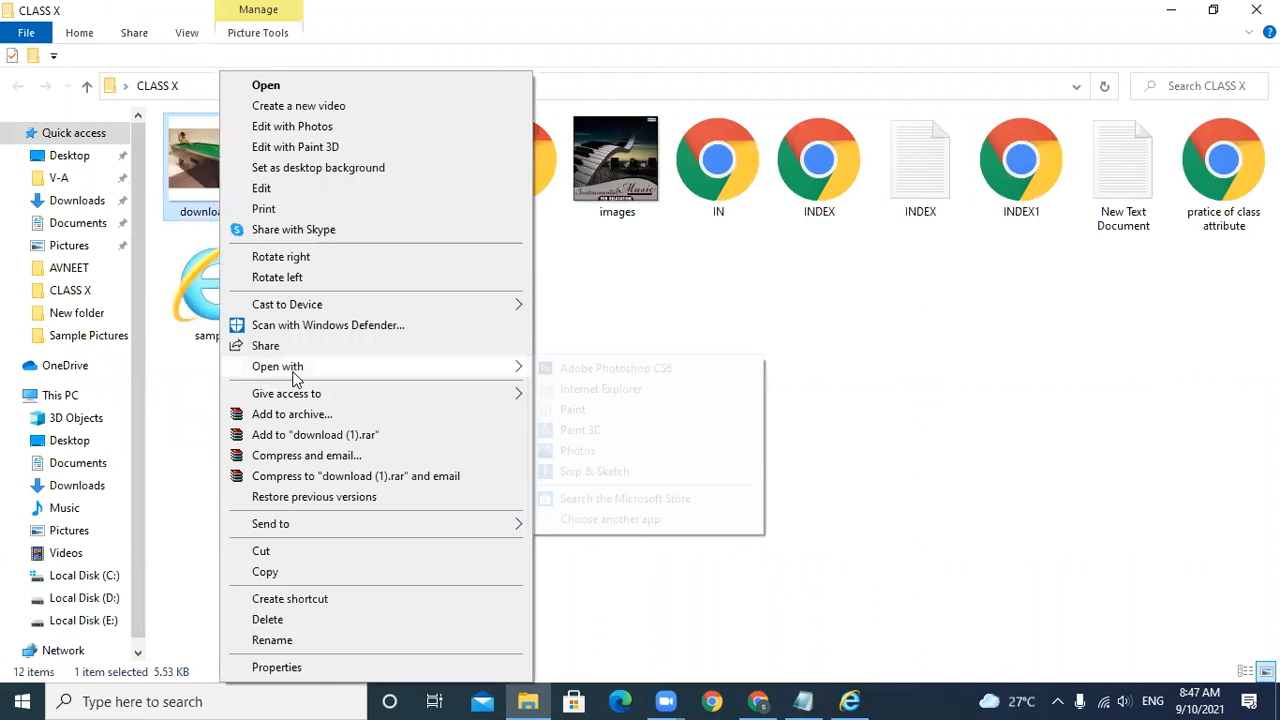 CLASS X
Manage
File
Home
Share
View
Picture Tools
CLASS X
Search CLASS X
Quick access
Desktop
V-A
Downloads
Documents
Pictures
AVNEET
CLASS X
New folder
Sample Pictures
OneDrive
This PC
3D Objects
Desktop
Documents
Downloads
Music
Pictures
Videos
Local Disk (C:)
Local Disk (D:)
Local Disk (E:)
Network
Open
Create a new video
Edit with Photos
Edit with Paint 3D
Set as desktop background
Edit
Print
Share with Skype
Rotate right
Rotate left
Cast to Device
Scan with Windows Defender...
Share
Open with
Give access to
Add to archive...
Add to "download (1).rar"
Compress and email...
Compress to "download (1).rar" and email
Restore previous versions
Send to
Cut
Copy
Create shortcut
Delete
Rename
Properties
Adobe Photoshop CS6
Internet Explorer
Paint
Paint 3D
Photos
Snip & Sketch
Search the Microsoft Store
Choose another app
Instrumental Music
images
IN
INDEX
INDEX
INDEX1
New Text
Document
pratice of class
attribute
12 items
1 item selected 5.53 KB
Type here to search
27°C
ENG
8:47 AM
9/10/2021